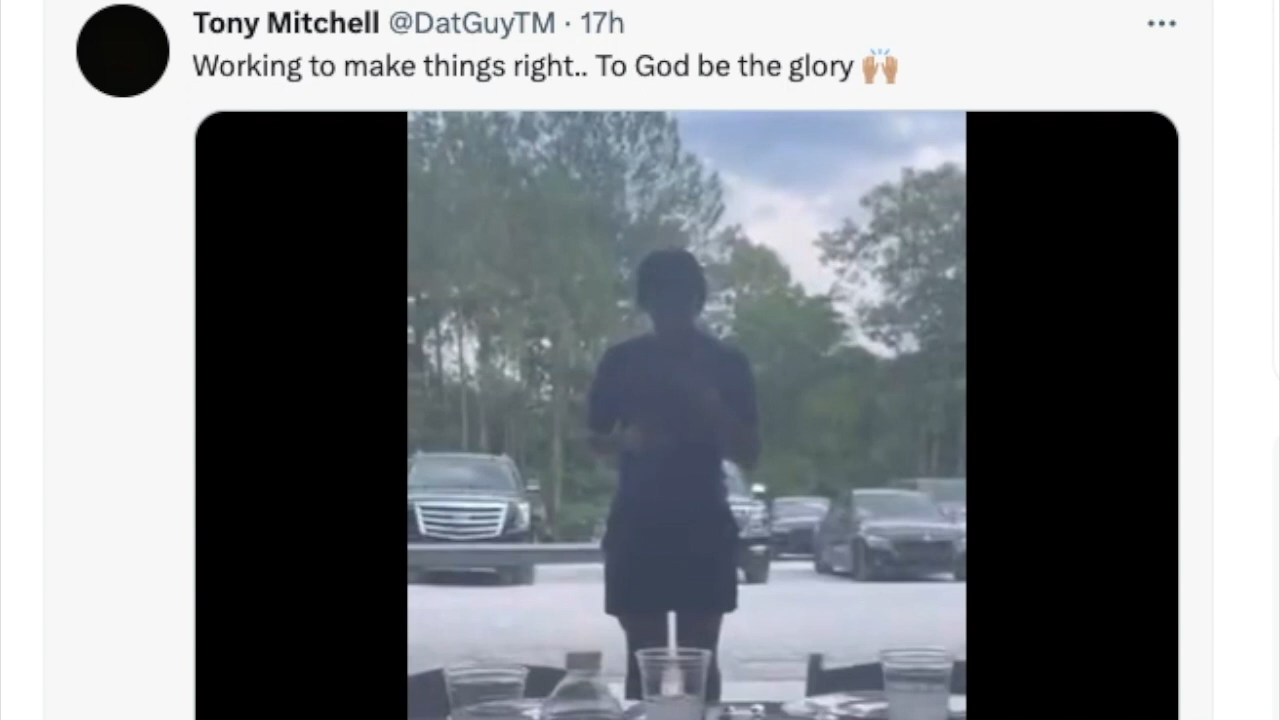 Tony Mitchell @DatGuyTM · 17h
Working to make things right.. To God be the glory 🙌🏽